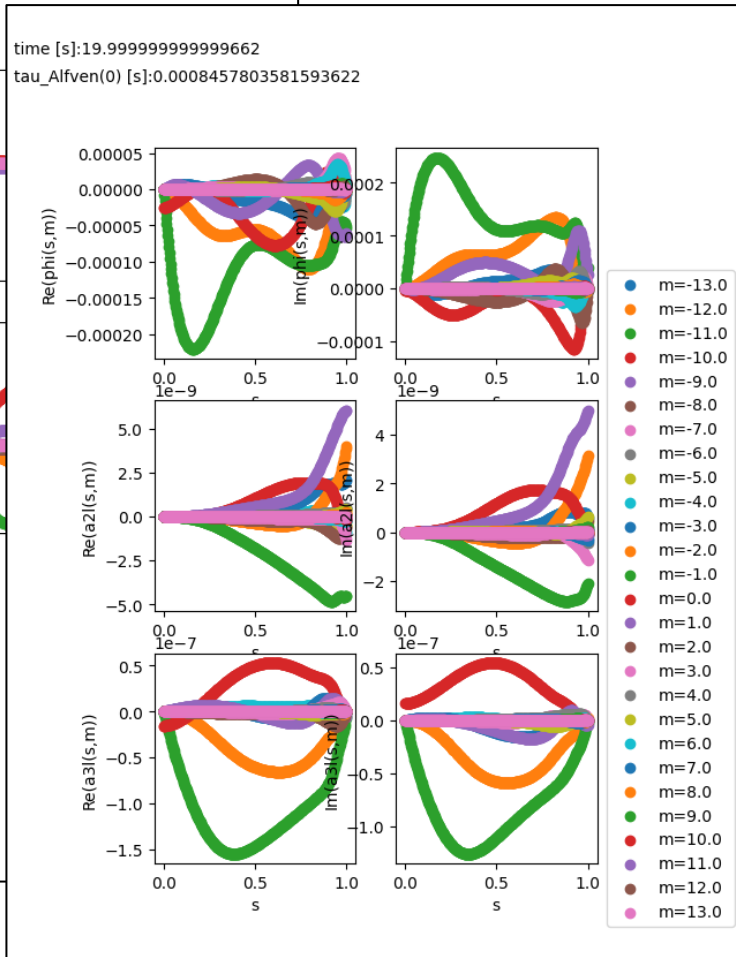 time [s]:19.999999999999662
tau_Alfven(0) [s]:0.0008457803581593622
Re(phi(s,m))
0.00005
0.00000
−0.00005
−0.00010
−0.00015
−0.00020
0.0 0.5 1.0
Im(phi(s,m))
0.0002
0.0001
0.0000
−0.0001
0.0 0.5 1.0
1e−9
Re(a2l(s,m))
5.0
2.5
0.0
−2.5
−5.0
0.0 0.5 1.0
s
1e−9
Im(a2l(s,m))
4
2
0
−2
0.0 0.5 1.0
s
1e−7
Re(a3l(s,m))
0.5
0.0
−0.5
−1.0
−1.5
0.0 0.5 1.0
s
1e−7
Im(a3l(s,m))
0.5
0.0
−0.5
−1.0
0.0 0.5 1.0
s
m=-13.0
m=-12.0
m=-11.0
m=-10.0
m=-9.0
m=-8.0
m=-7.0
m=-6.0
m=-5.0
m=-4.0
m=-3.0
m=-2.0
m=-1.0
m=0.0
m=1.0
m=2.0
m=3.0
m=4.0
m=5.0
m=6.0
m=7.0
m=8.0
m=9.0
m=10.0
m=11.0
m=12.0
m=13.0